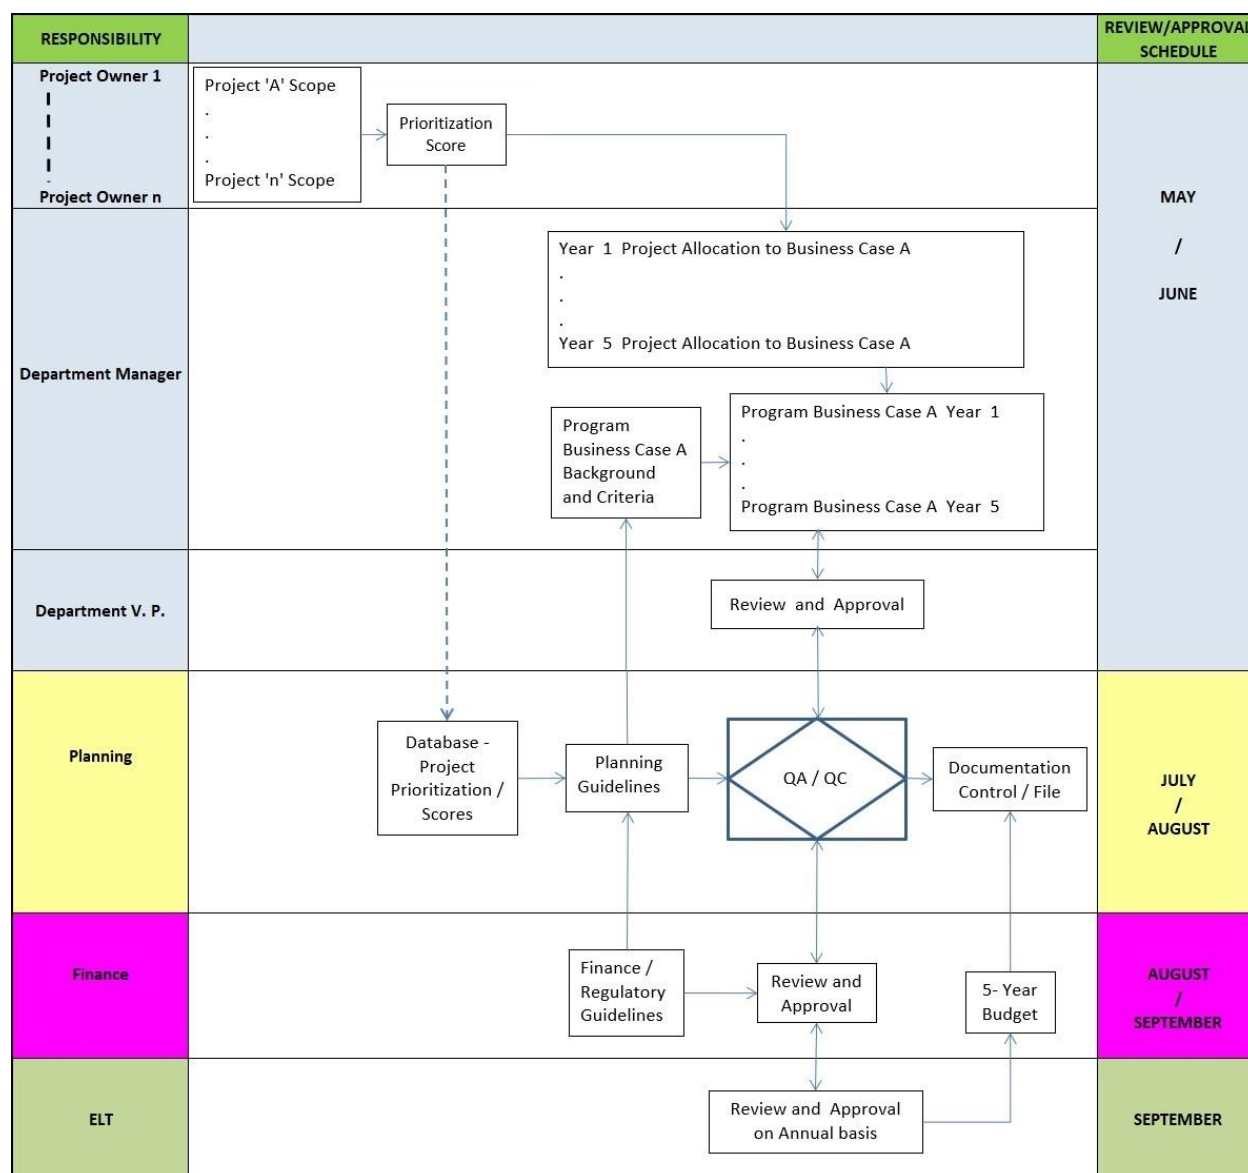 RESPONSIBILITY
REVIEW/APPROVAL
SCHEDULE
Project Owner 1
Project Owner n
Project 'A' Scope
.
.
.
Project 'n' Scope
Prioritization
Score
MAY
/
JUNE
Department Manager
Year 1 Project Allocation to Business Case A
.
.
.
Year 5 Project Allocation to Business Case A
Program
Business Case A
Background
and Criteria
Program Business Case A Year 1
.
.
.
Program Business Case A Year 5
Department V. P.
Review and Approval
Planning
Database -
Project
Prioritization /
Scores
Planning
Guidelines
QA / QC
Documentation
Control / File
JULY
/
AUGUST
Finance
Finance /
Regulatory
Guidelines
Review and
Approval
5- Year
Budget
AUGUST
/
SEPTEMBER
ELT
Review and Approval
on Annual basis
SEPTEMBER